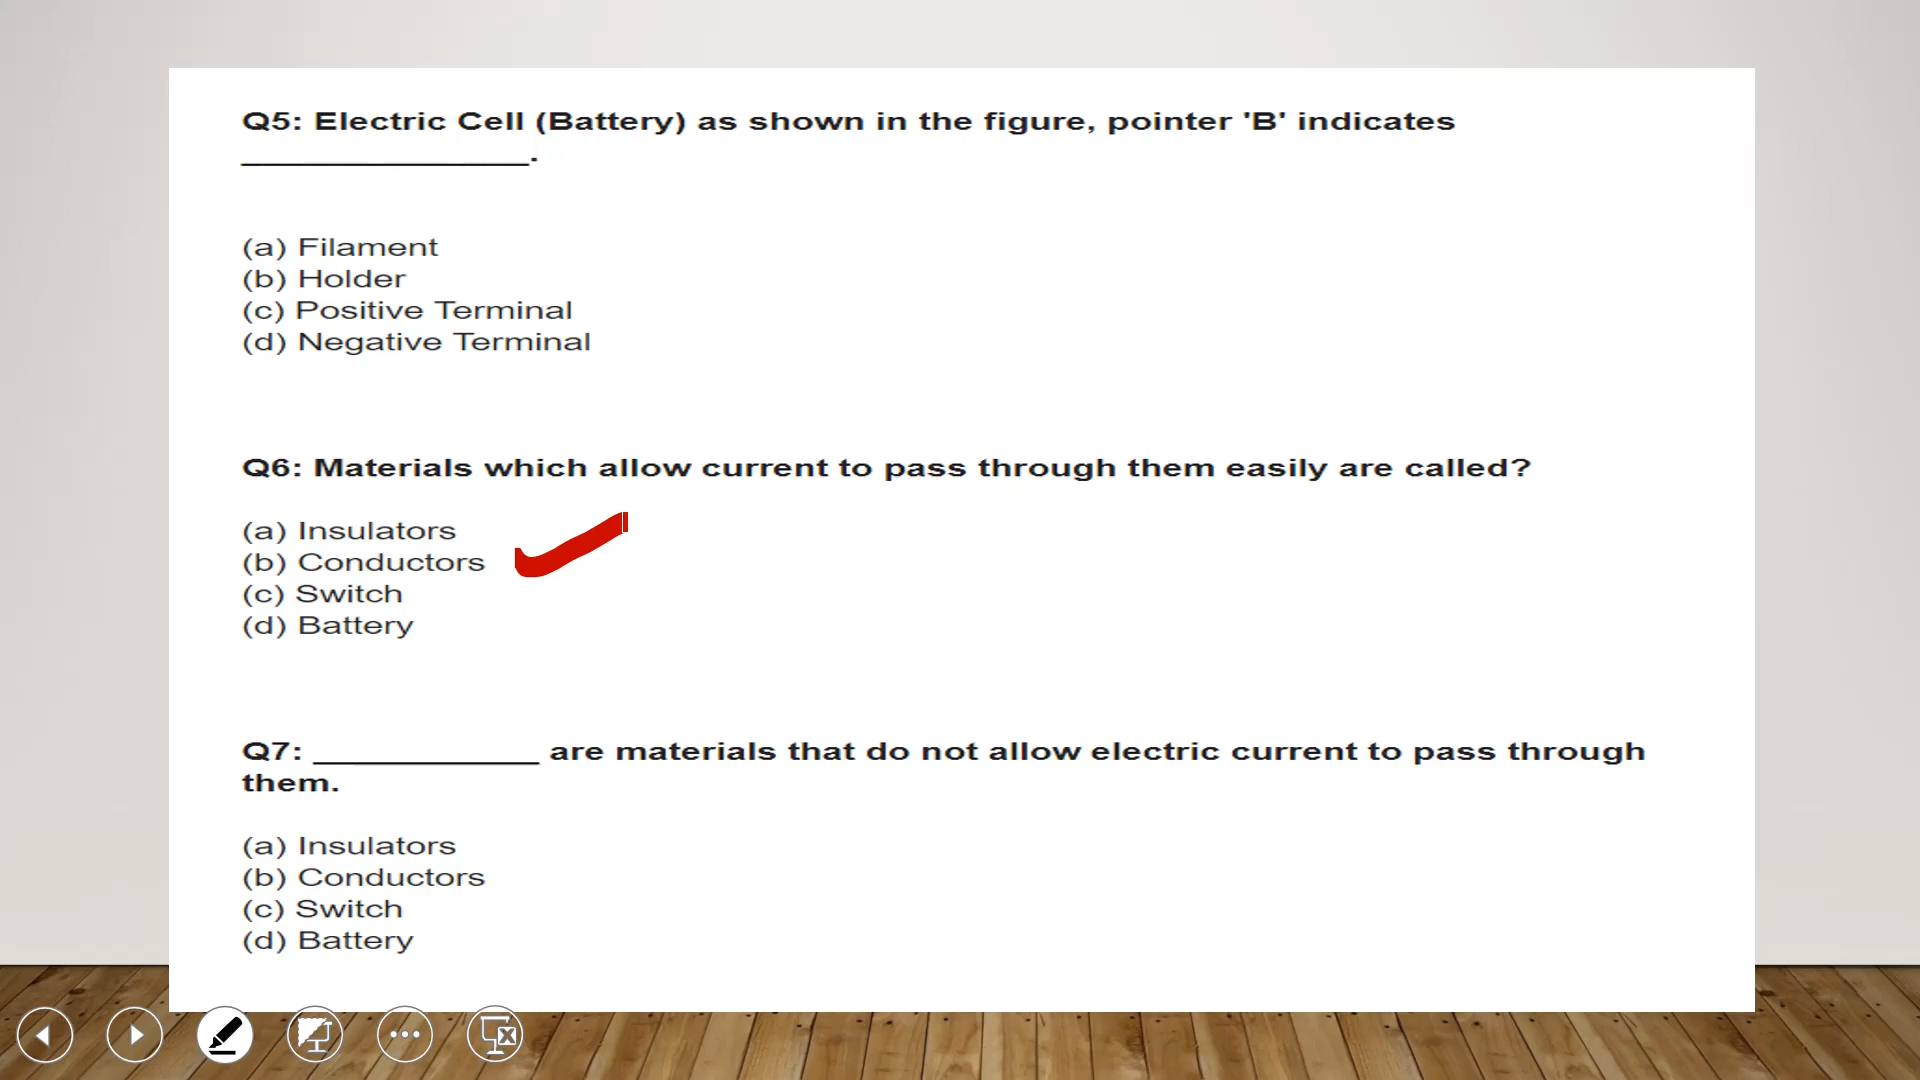 Q5: Electric Cell (Battery) as shown in the figure, pointer 'B' indicates
________________.
(a) Filament
(b) Holder
(c) Positive Terminal
(d) Negative Terminal
Q6: Materials which allow current to pass through them easily are called?
(a) Insulators
(b) Conductors
(c) Switch
(d) Battery
Q7: ____________ are materials that do not allow electric current to pass through
them.
(a) Insulators
(b) Conductors
(c) Switch
(d) Battery